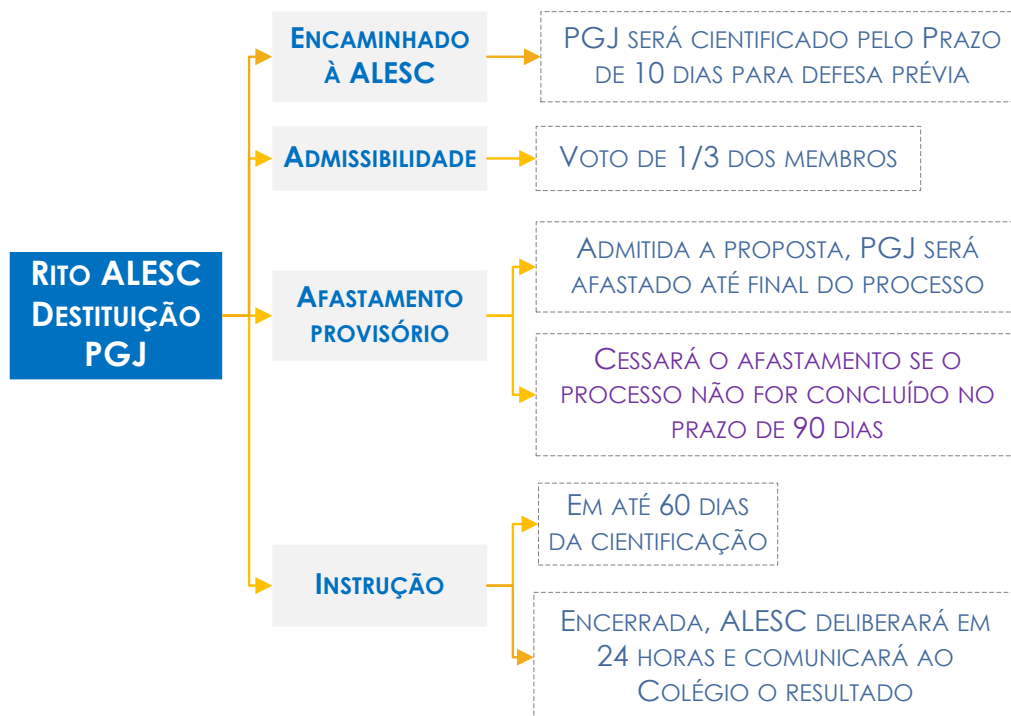 RITO ALESC
DESTITUIÇÃO
PGJ
ENCAMINHADO
À ALESC
PGJ SERÁ CIENTIFICADO PELO PRAZO
DE 10 DIAS PARA DEFESA PRÉVIA
ADMISSIBILIDADE
VOTO DE 1/3 DOS MEMBROS
AFASTAMENTO
PROVISÓRIO
ADMITIDA A PROPOSTA, PGJ SERÁ
AFASTADO ATÉ FINAL DO PROCESSO
CESSARÁ O AFASTAMENTO SE O
PROCESSO NÃO FOR CONCLUÍDO NO
PRAZO DE 90 DIAS
INSTRUÇÃO
EM ATÉ 60 DIAS
DA CIENTIFICAÇÃO
ENCERRADA, ALESC DELIBERARÁ EM
24 HORAS E COMUNICARÁ AO
COLÉGIO O RESULTADO